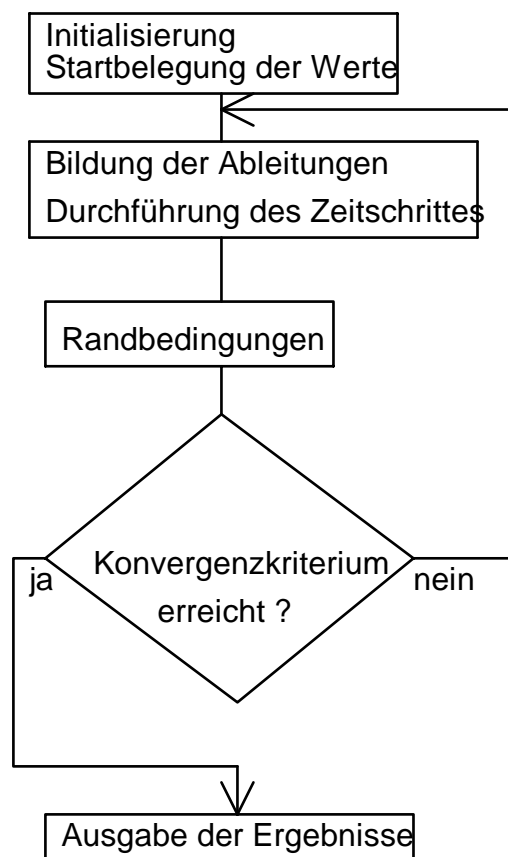 Initialisierung
Startbelegung der Werte
Bildung der Ableitungen
Durchführung des Zeitschrittes
Randbedingungen
Konvergenzkriterium
erreicht ?
ja
nein
Ausgabe der Ergebnisse